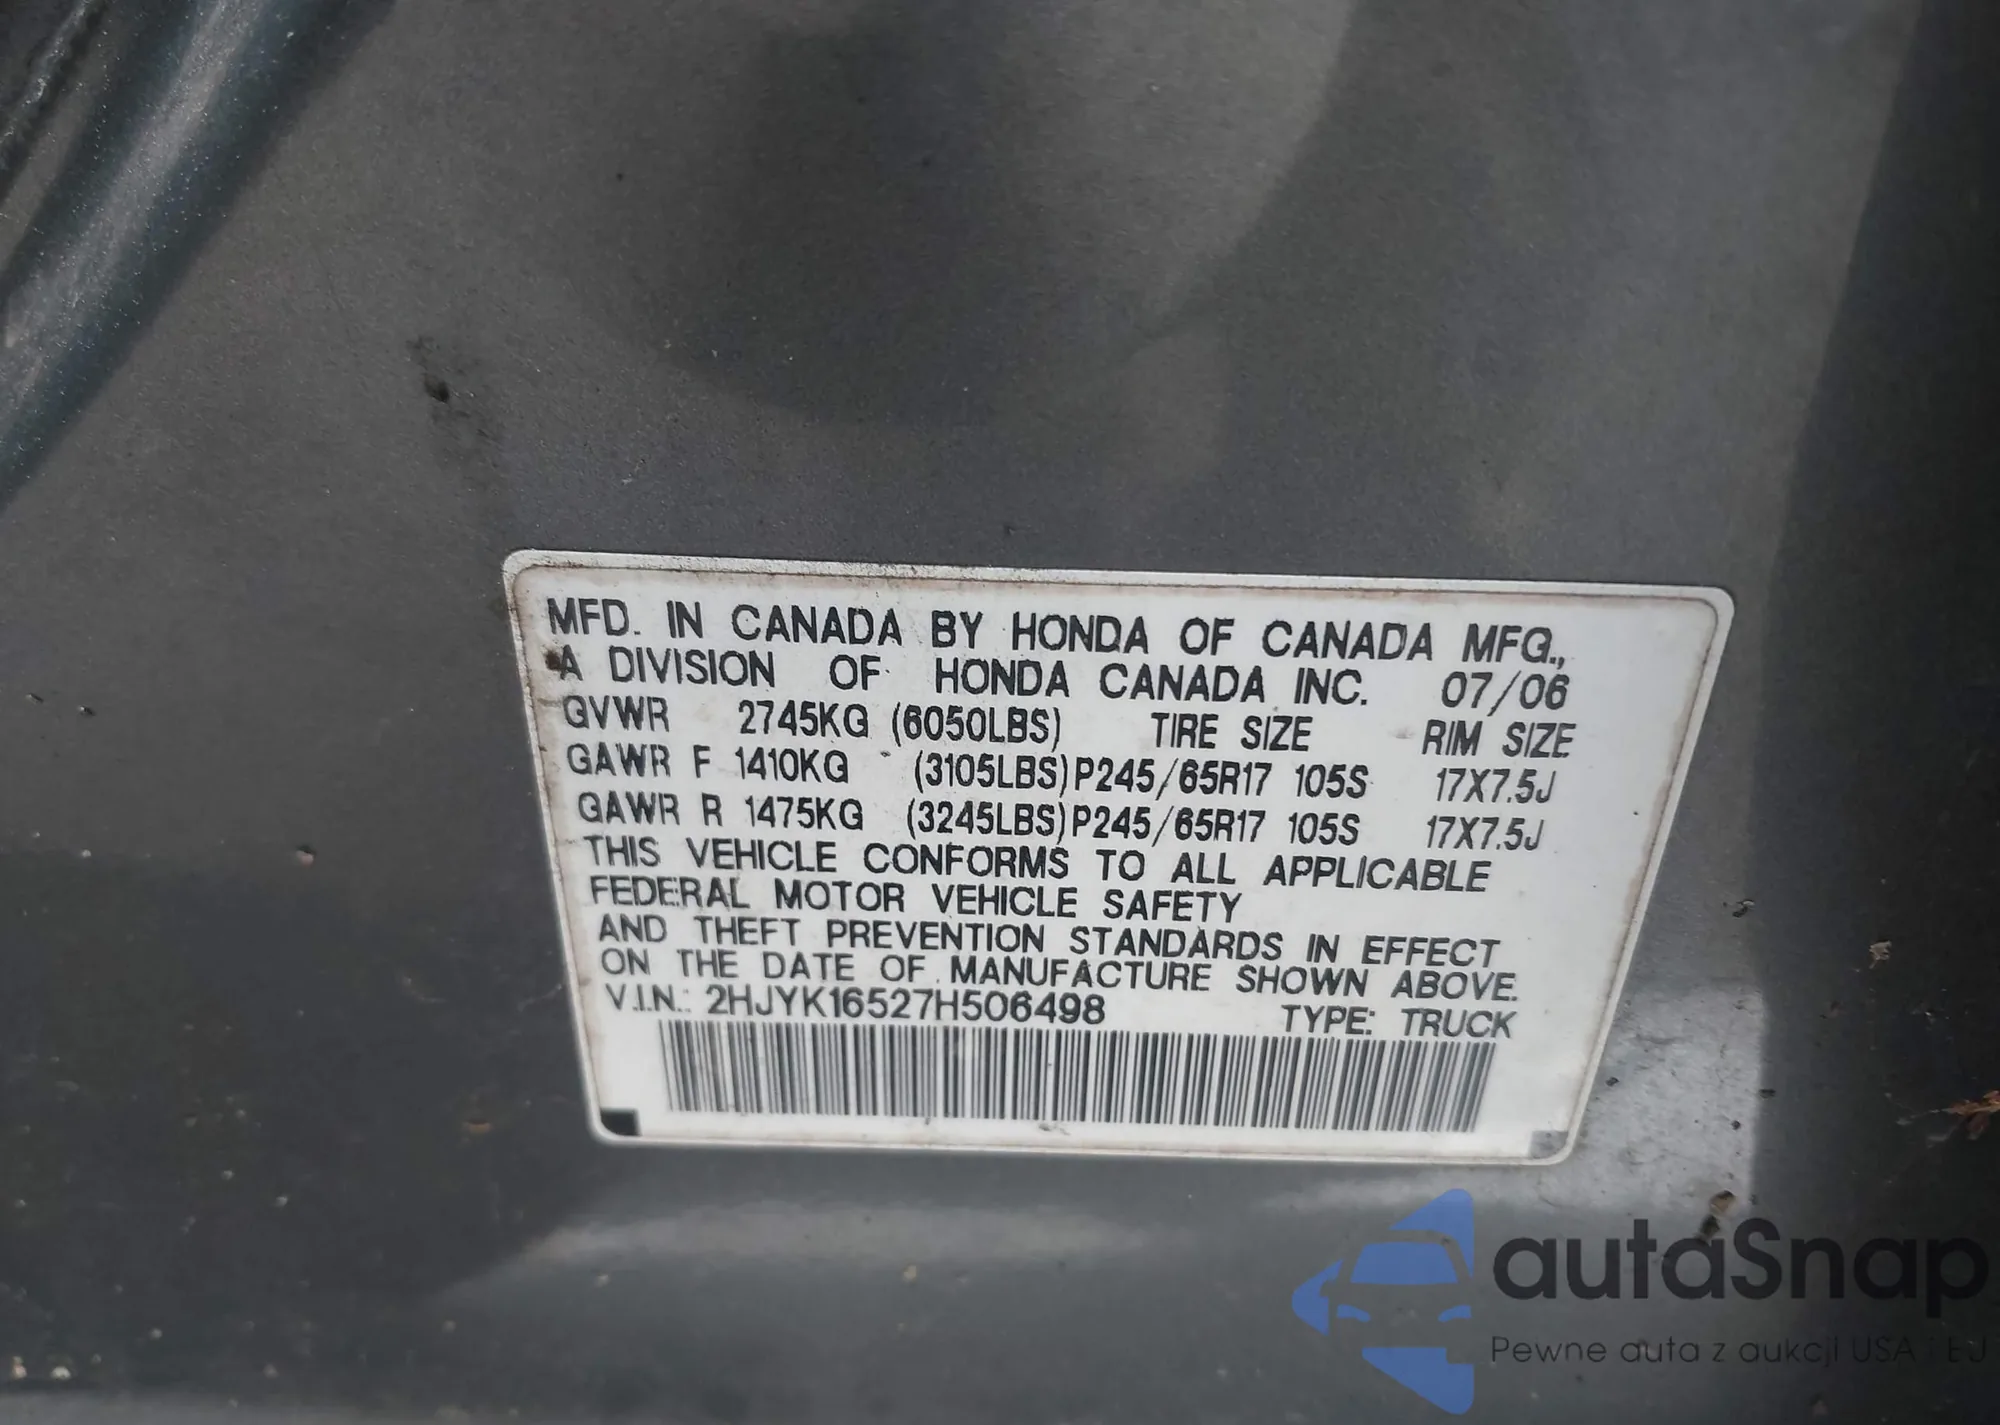 MFD. IN CANADA BY HONDA OF CANADA MFG.,
A DIVISION OF HONDA CANADA INC. 07/06
GVWR 2745KG (6050LBS) TIRE SIZE RIM SIZE
GAWR F 1410KG (3105LBS) P245/65R17 105S 17X7.5J
GAWR R 1475KG (3245LBS) P245/65R17 105S 17X7.5J
THIS VEHICLE CONFORMS TO ALL APPLICABLE
FEDERAL MOTOR VEHICLE SAFETY
AND THEFT PREVENTION STANDARDS IN EFFECT
ON THE DATE OF MANUFACTURE SHOWN ABOVE.
V.I.N.: 2HJYK16527H506498 TYPE: TRUCK
autaSnap
Pewne auta z aukcji USA i EJ